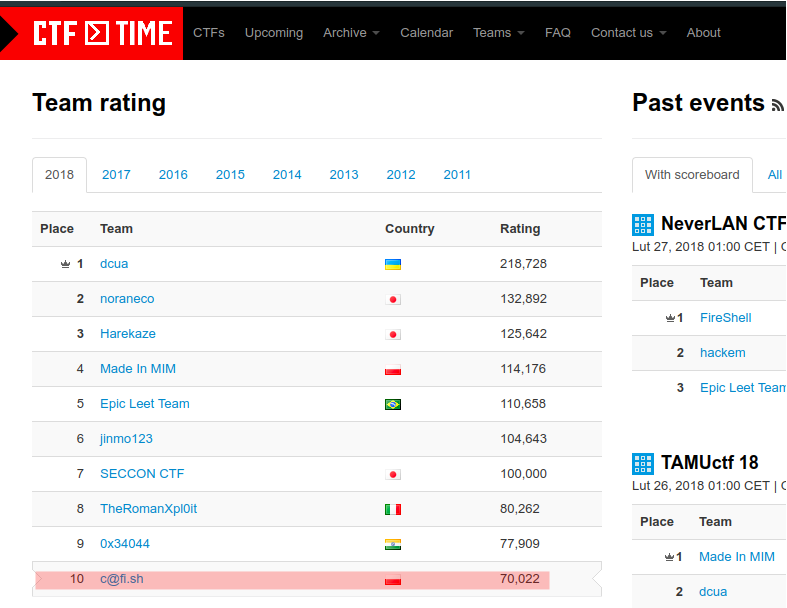 CTF TIME CTFs Upcoming Archive Calendar Teams FAQ Contact us About
Team rating
2018 2017 2016 2015 2014 2013 2012 2011
Place Team Country Rating
1 dcua 218,728
2 noraneco 132,892
3 Harekaze 125,642
4 Made In MIM 114,176
5 Epic Leet Team 110,658
6 jinmo123 104,643
7 SECCON CTF 100,000
8 TheRomanXpl0it 80,262
9 0x34044 77,909
10 c@fi.sh 70,022
Past events
With scoreboard All
NeverLAN CTF
Lut 27, 2018 01:00 CET |
Place Team
1 FireShell
2 hackem
3 Epic Leet Team
TAMUctf 18
Lut 26, 2018 01:00 CET |
Place Team
1 Made In MIM
2 dcua